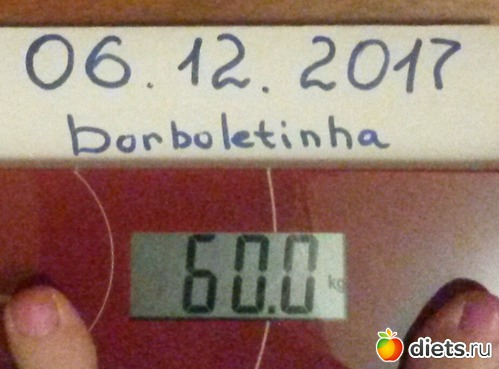 06.12.2017
borboletinha
60.0
kg
diets.ru